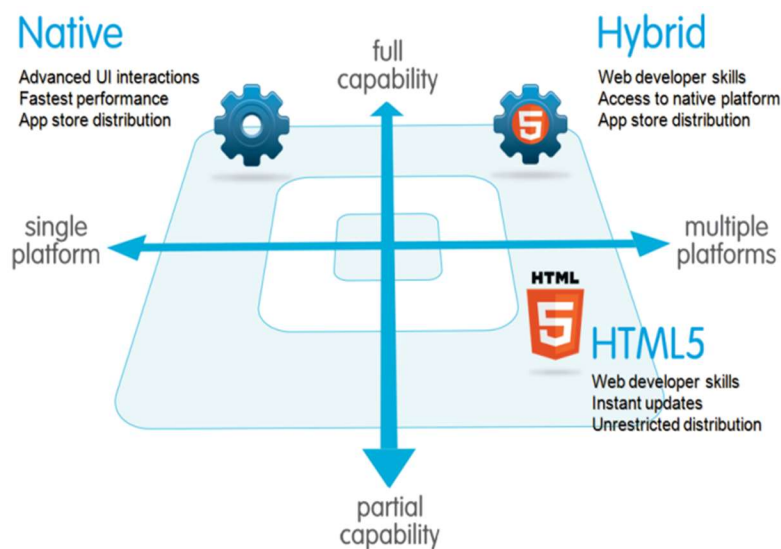 Native
Advanced UI interactions
Fastest performance
App store distribution
full
capability
Hybrid
Web developer skills
Access to native platform
App store distribution
5
single
platform
multiple
platforms
HTML
5
HTML5
Web developer skills
Instant updates
Unrestricted distribution
partial
capability